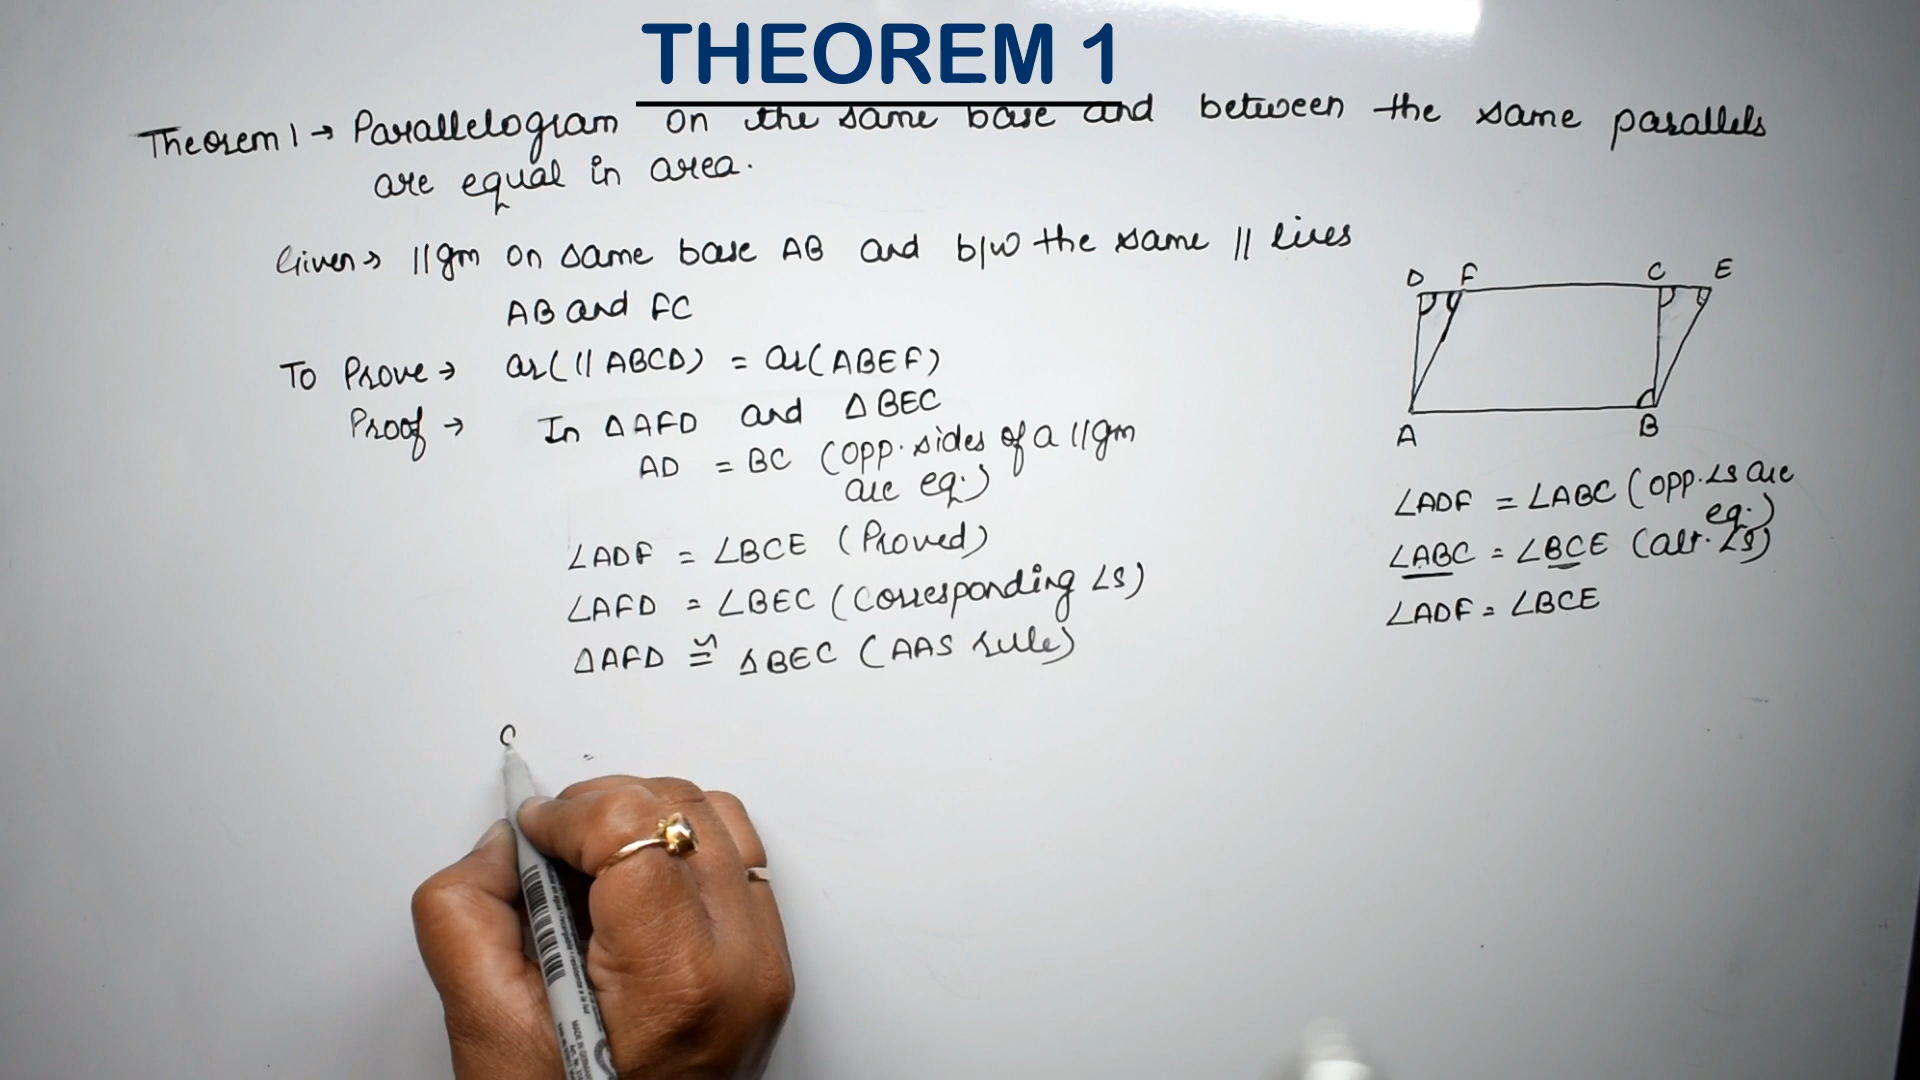 THEOREM 1
Theorem 1 → Parallelogram on the same base and between the same parallels
are equal in area.
Given → ||gm on same base AB and b/w the same || lines
AB and FC
To Prove → ar(|| ABCD) = ar(ABEF)
Proof → In ΔAFD and ΔBEC
AD = BC (opp. sides of a ||gm
are eq.)
∠ADF = ∠BCE (Proved)
∠AFD = ∠BEC (Corresponding ∠s)
ΔAFD ≅ ΔBEC (AAS rule)
D F C E
A B
∠ADF = ∠ABC (opp. ∠s are
eq.)
∠ABC = ∠BCE (alt. ∠s)
∠ADF = ∠BCE
=